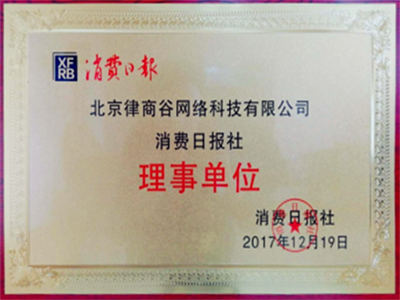 XF
RB
消费日报
北京律商谷网络科技有限公司
消费日报社
理事单位
消费日报社
2017年12月19日